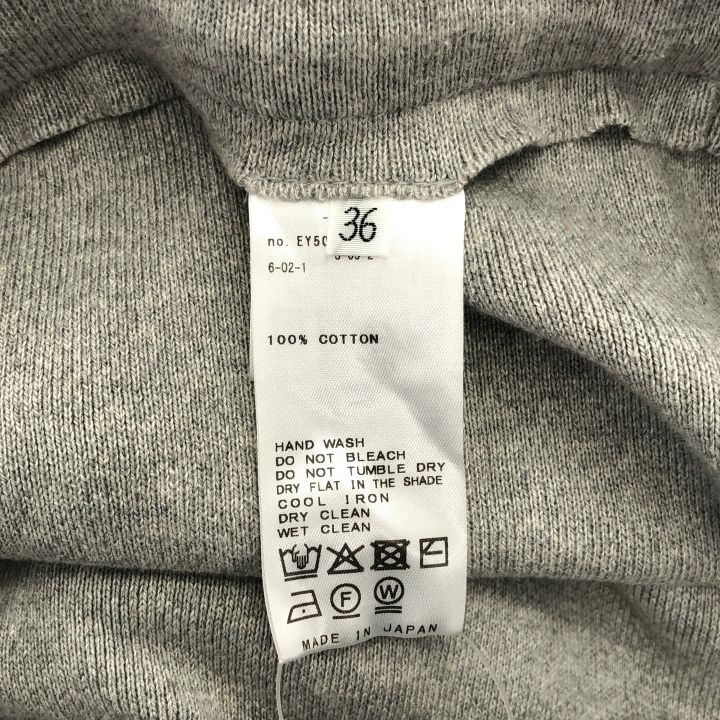 36
no. EY50
6-02-1
100% COTTON
HAND WASH
DO NOT BLEACH
DO NOT TUMBLE DRY
DRY FLAT IN THE SHADE
COOL IRON
DRY CLEAN
WET CLEAN
F W
MADE IN JAPAN